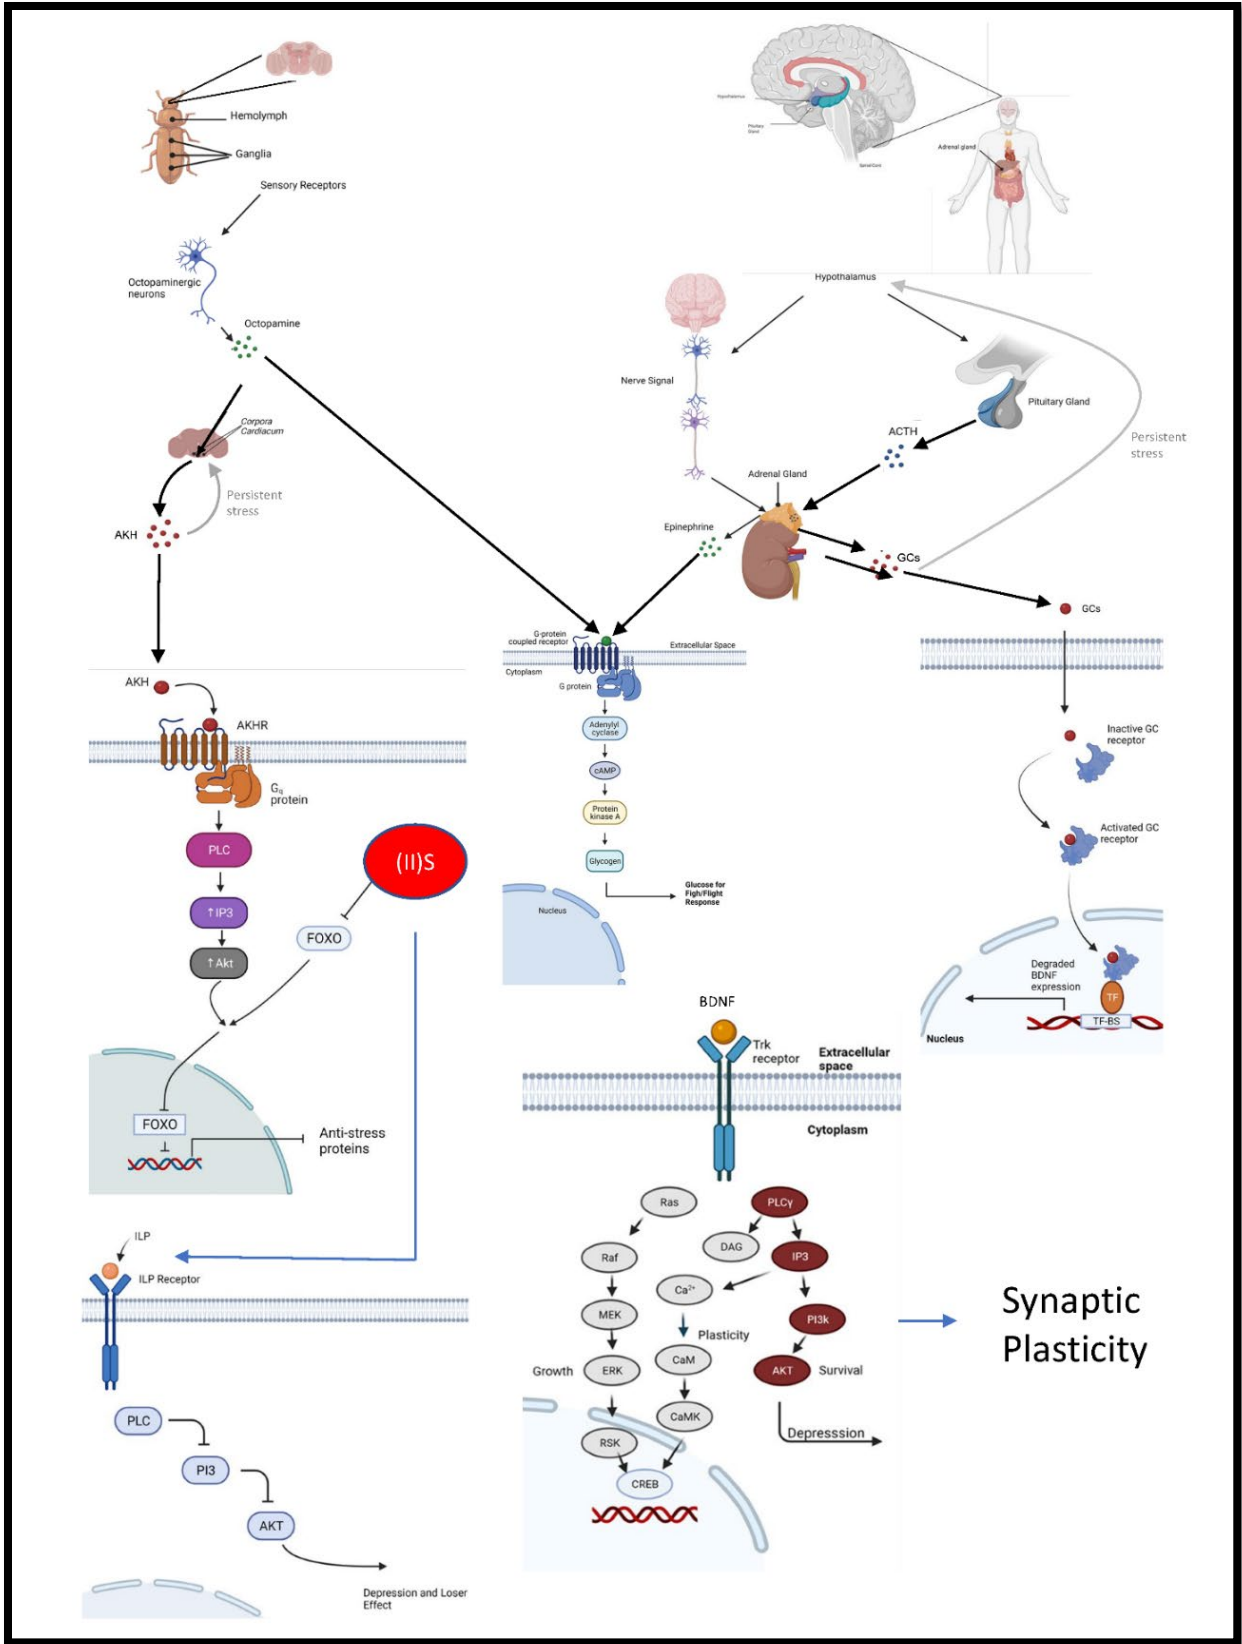 Hemolymph
Ganglia
Sensory Receptors
Octopaminergic
neurons
Octopamine
Corpora
Cardiacum
Persistent
stress
AKH
Hypothalamus
Pituitary
Gland
Spinal Cord
Adrenal gland
Hypothalamus
Nerve Signal
Pituitary Gland
ACTH
Persistent
stress
Adrenal Gland
Epinephrine
GCs
GCs
G-protein
coupled receptor
Extracellular Space
Cytoplasm
G protein
Adenylyl
cyclase
cAMP
Protein
kinase A
Glycogen
Glucose for
Figh/Flight
Response
Nucleus
Inactive GC
receptor
Activated GC
receptor
Degraded
BDNF
expression
TF
TF-BS
Nucleus
AKH
AKHR
Gq
protein
PLC
↑IP3
↑Akt
(II)S
FOXO
FOXO
Anti-stress
proteins
ILP
ILP Receptor
PLC
PI3
AKT
Depression and Loser
Effect
BDNF
Trk
receptor
Extracellular
space
Cytoplasm
Ras
PLCγ
Raf
DAG
IP3
Ca²⁺
MEK
PI3k
Plasticity
Growth
ERK
CaM
AKT
Survival
CaMK
RSK
Depresssion
CREB
Synaptic
Plasticity